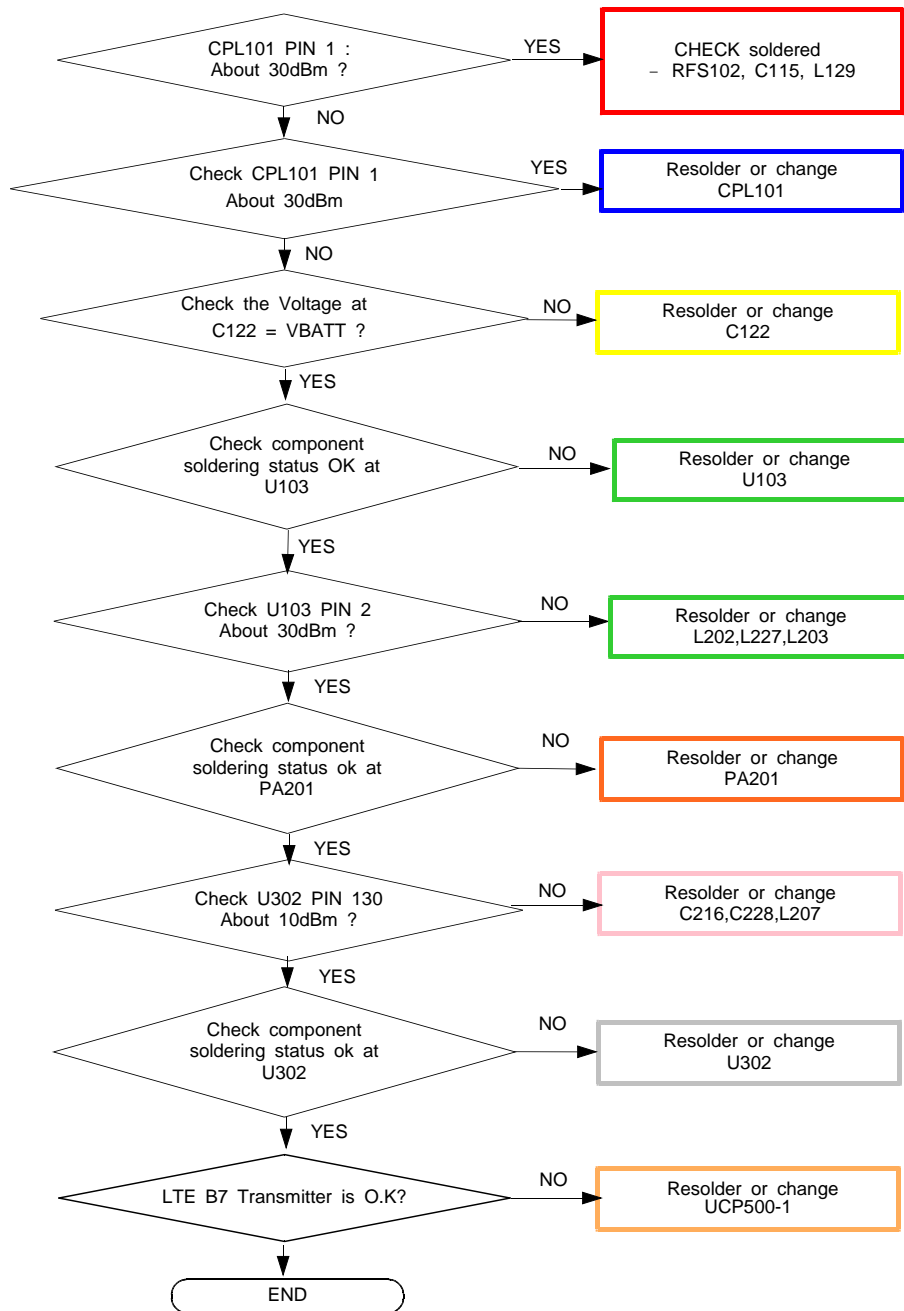 CPL101 PIN 1 :
About 30dBm ?
YES
CHECK soldered
– RFS102, C115, L129
NO
Check CPL101 PIN 1
About 30dBm
YES
Resolder or change
CPL101
NO
Check the Voltage at
C122 = VBATT ?
NO
Resolder or change
C122
YES
Check component
soldering status OK at
U103
NO
Resolder or change
U103
YES
Check U103 PIN 2
About 30dBm ?
NO
Resolder or change
L202,L227,L203
YES
Check component
soldering status ok at
PA201
NO
Resolder or change
PA201
YES
Check U302 PIN 130
About 10dBm ?
NO
Resolder or change
C216,C228,L207
YES
Check component
soldering status ok at
U302
NO
Resolder or change
U302
YES
LTE B7 Transmitter is O.K?
NO
Resolder or change
UCP500-1
END